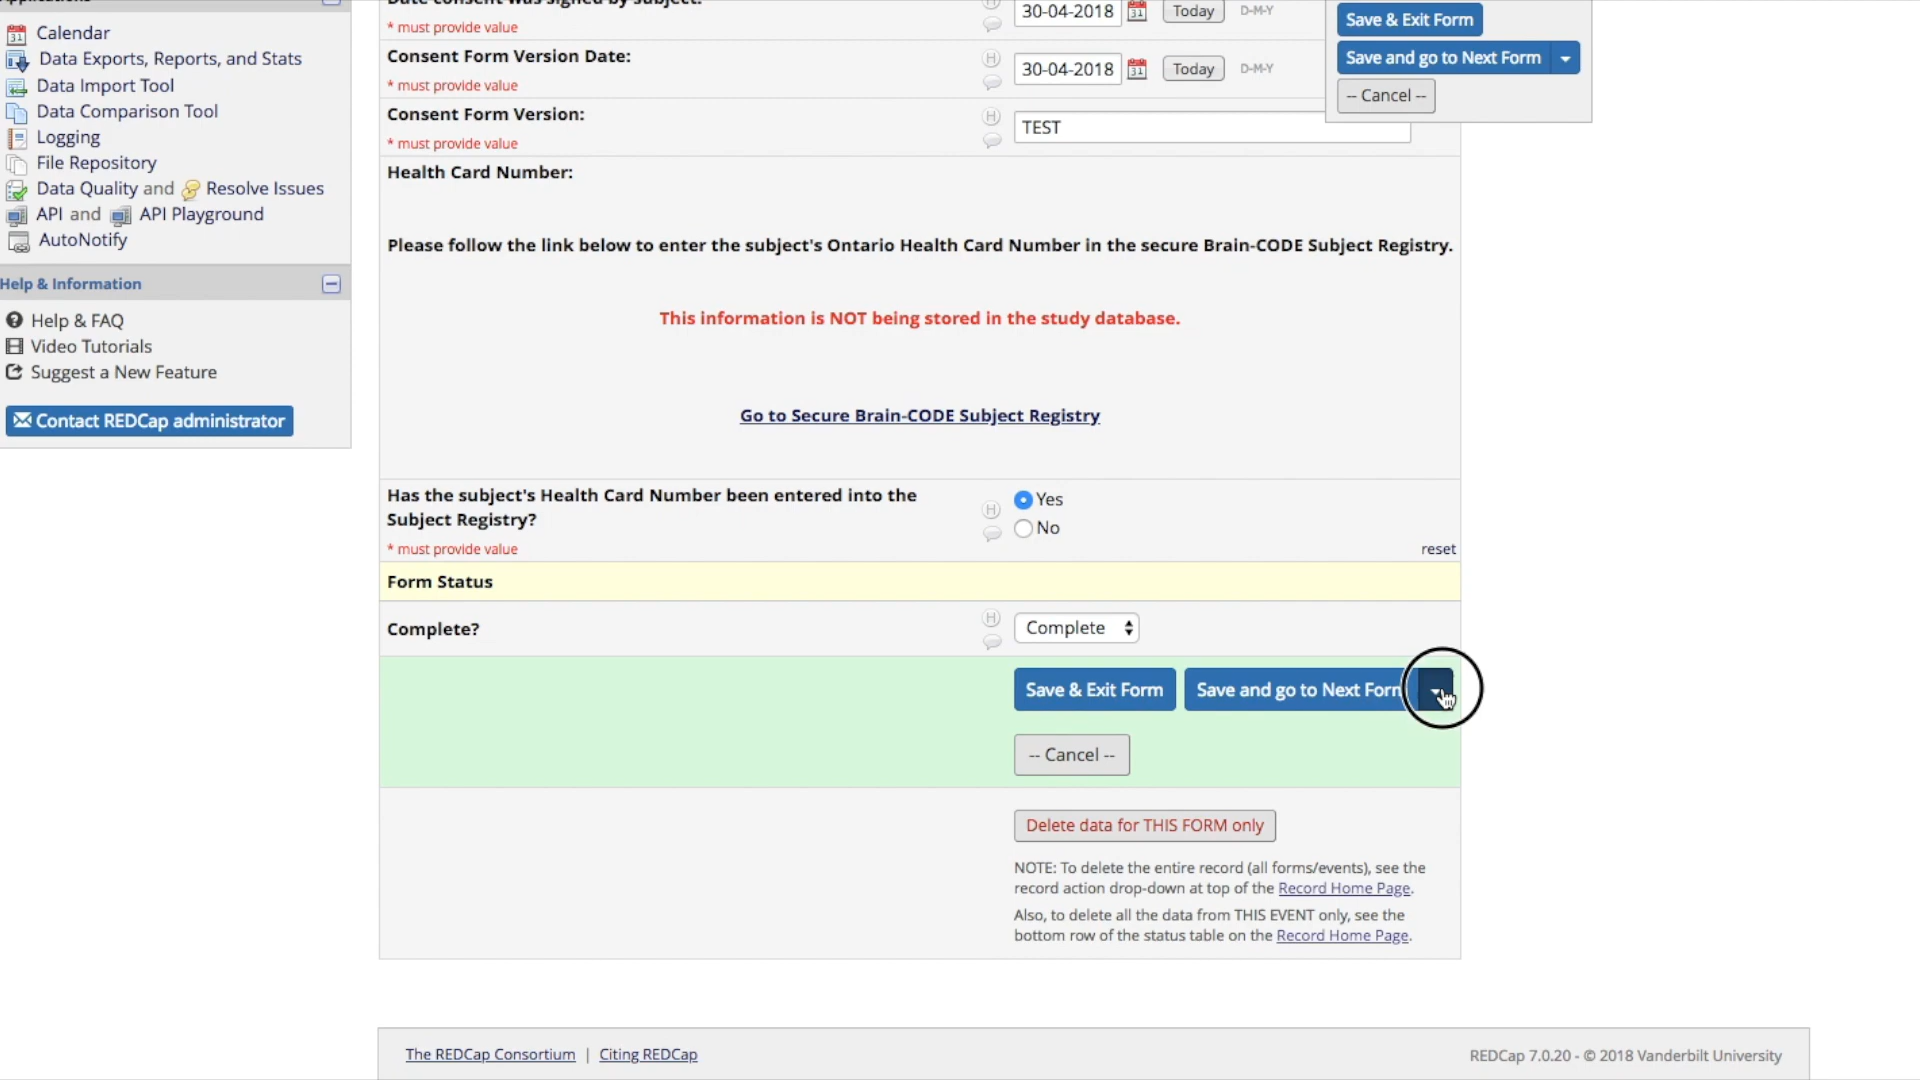 Applications
Calendar
Data Exports, Reports, and Stats
Data Import Tool
Data Comparison Tool
Logging
File Repository
Data Quality and Resolve Issues
API and API Playground
AutoNotify
Help & Information
Help & FAQ
Video Tutorials
Suggest a New Feature
Contact REDCap administrator
Date consent was signed by subject:
* must provide value
30-04-2018 31 Today D-M-Y
Consent Form Version Date:
* must provide value
H 30-04-2018 31 Today D-M-Y
Consent Form Version:
* must provide value
H TEST
Save & Exit Form
Save and go to Next Form
-- Cancel --
Health Card Number:
Please follow the link below to enter the subject's Ontario Health Card Number in the secure Brain-CODE Subject Registry.
This information is NOT being stored in the study database.
Go to Secure Brain-CODE Subject Registry
Has the subject's Health Card Number been entered into the
Subject Registry?
* must provide value
H Yes
No
reset
Form Status
Complete?
H Complete
Save & Exit Form Save and go to Next Form
-- Cancel --
Delete data for THIS FORM only
NOTE: To delete the entire record (all forms/events), see the
record action drop-down at top of the Record Home Page.
Also, to delete all the data from THIS EVENT only, see the
bottom row of the status table on the Record Home Page.
The REDCap Consortium | Citing REDCap
REDCap 7.0.20 - © 2018 Vanderbilt University